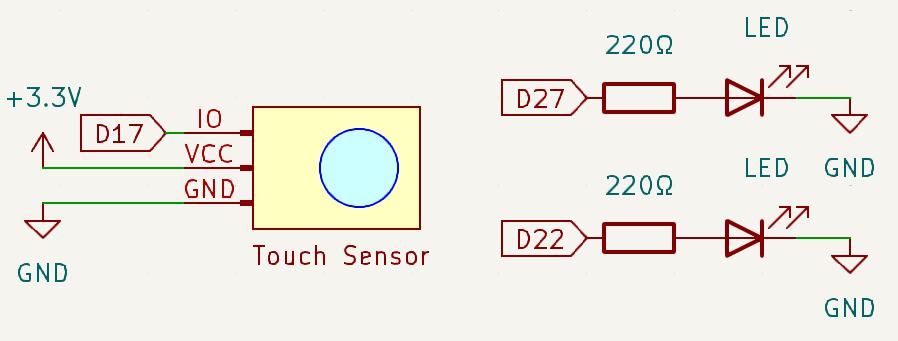 +3.3V
D17
IO
VCC
GND
GND
Touch Sensor
220Ω
LED
D27
GND
220Ω
LED
D22
GND